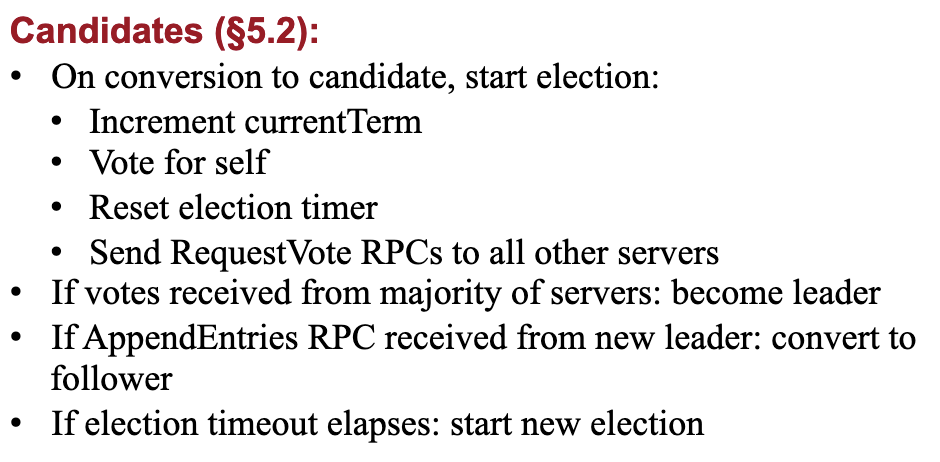 Candidates (§5.2):
• On conversion to candidate, start election:
• Increment currentTerm
• Vote for self
• Reset election timer
• Send RequestVote RPCs to all other servers
• If votes received from majority of servers: become leader
• If AppendEntries RPC received from new leader: convert to
follower
• If election timeout elapses: start new election